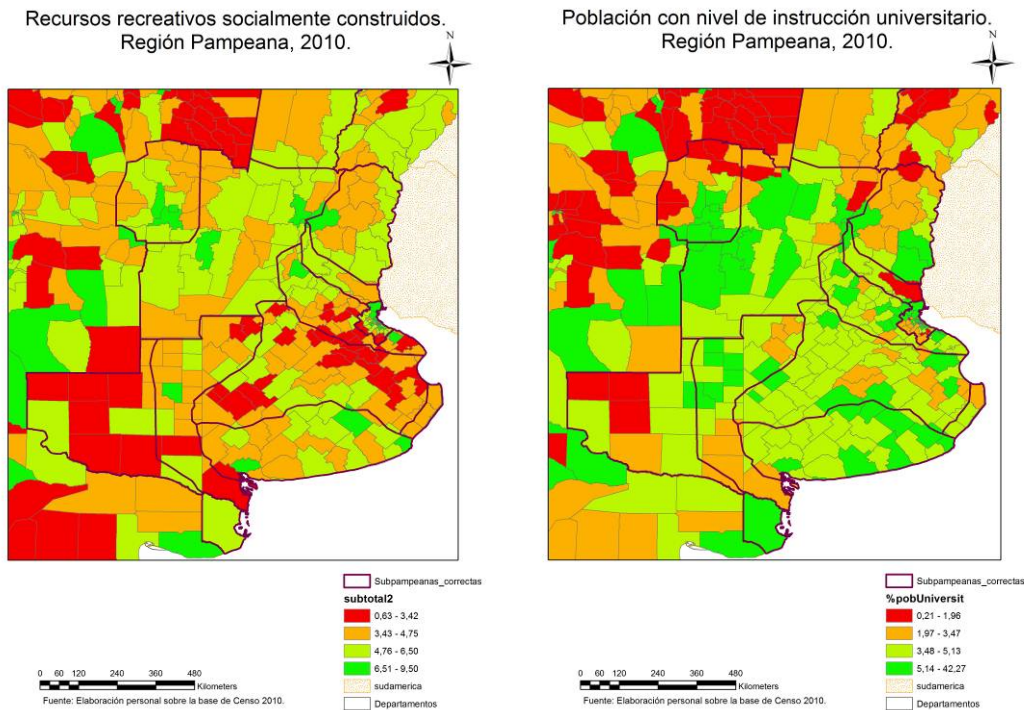 Recursos recreativos socialmente construidos.
Región Pampeana, 2010.
N
Subpampeanas_correctas
subtotal2
0,63 - 3,42
3,43 - 4,75
4,76 - 6,50
6,51 - 9,50
sudamerica
Departamentos
0 60 120 240 360 480
Kilometers
Fuente: Elaboración personal sobre la base de Censo 2010.
Población con nivel de instrucción universitario.
Región Pampeana, 2010.
N
Subpampeanas_correctas
%pobUniversit
0,21 - 1,96
1,97 - 3,47
3,48 - 5,13
5,14 - 42,27
sudamerica
Departamentos
0 60 120 240 360 480
Kilometers
Fuente: Elaboración personal sobre la base de Censo 2010.